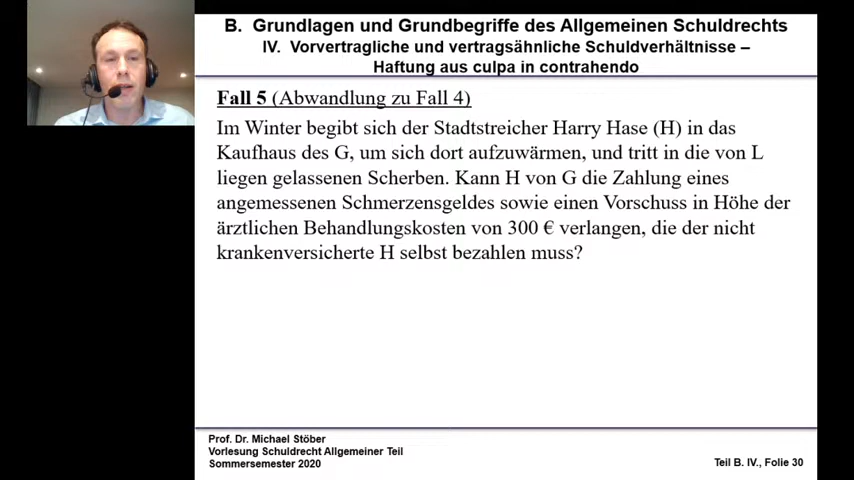 B. Grundlagen und Grundbegriffe des Allgemeinen Schuldrechts
IV. Vorvertragliche und vertragsähnliche Schuldverhältnisse –
Haftung aus culpa in contrahendo
Fall 5 (Abwandlung zu Fall 4)
Im Winter begibt sich der Stadtstreicher Harry Hase (H) in das
Kaufhaus des G, um sich dort aufzuwärmen, und tritt in die von L
liegen gelassenen Scherben. Kann H von G die Zahlung eines
angemessenen Schmerzensgeldes sowie einen Vorschuss in Höhe der
ärztlichen Behandlungskosten von 300 € verlangen, die der nicht
krankenversicherte H selbst bezahlen muss?
Prof. Dr. Michael Stöber
Vorlesung Schuldrecht Allgemeiner Teil
Sommersemester 2020
Teil B. IV., Folie 30